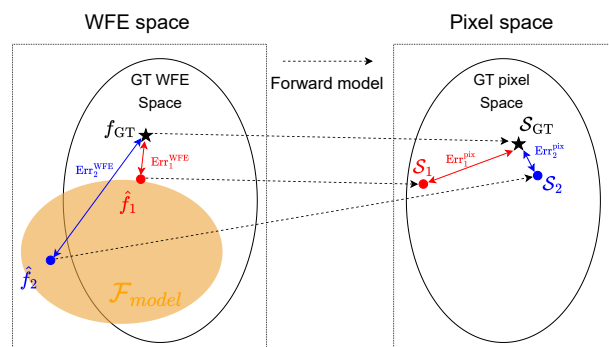 WFE space
Pixel space
GT WFE
Space
Forward model
GT pixel
Space
f_GT
S_GT
Err_2^WFE
Err_1^WFE
Err_1^pix
Err_2^pix
S_1
S_2
f̂_1
f̂_2
F_model